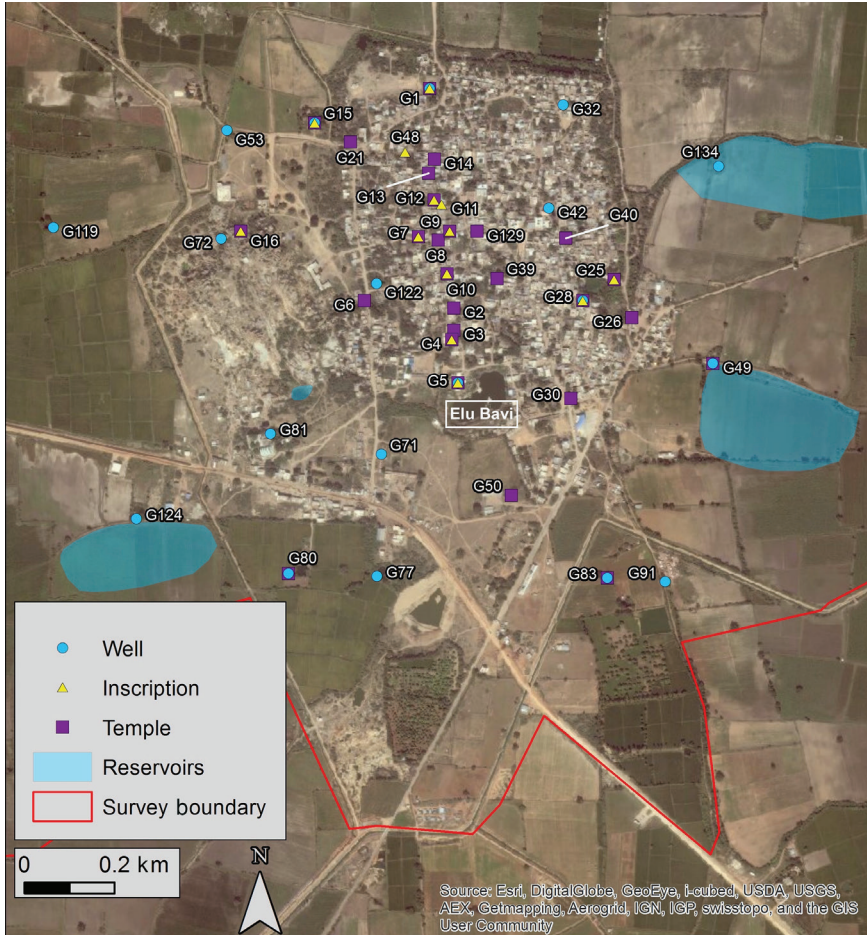 G1
G32
G15
G53
G48
G21
G14
G134
G13
G12
G11
G42
G40
G119
G72
G16
G7
G9
G129
G8
G39
G25
G10
G122
G28
G6
G2
G26
G3
G4
G49
G5
G30
Elu Bavi
G81
G71
G50
G124
G80
G77
G83
G91
Well
Inscription
Temple
Reservoirs
Survey boundary
0 0.2 km
N
Source: Esri, DigitalGlobe, GeoEye, i-cubed, USDA, USGS,
AEX, Getmapping, Aerogrid, IGN, IGP, swisstopo, and the GIS
User Community